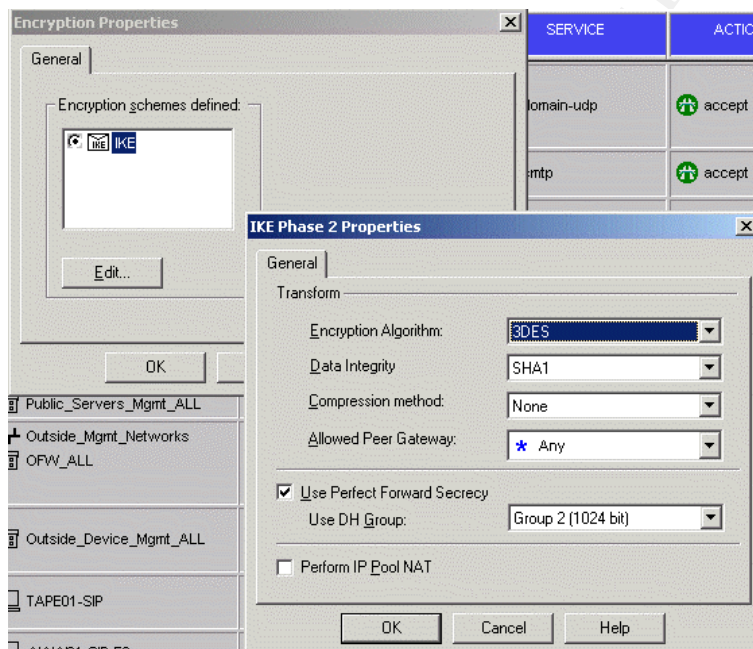 Encryption Properties
SERVICE
ACTIO
General
Encryption schemes defined:
IKE IKE
Edit...
OK
domain-udp
accept
smtp
accept
IKE Phase 2 Properties
General
Transform
Encryption Algorithm:
3DES
Data Integrity
SHA1
Compression method:
None
Allowed Peer Gateway:
* Any
Use Perfect Forward Secrecy
Use DH Group:
Group 2 (1024 bit)
Perform IP Pool NAT
OK
Cancel
Help
Public_Servers_Mgmt_ALL
Outside_Mgmt_Networks
OFW_ALL
Outside_Device_Mgmt_ALL
TAPE01-SIP